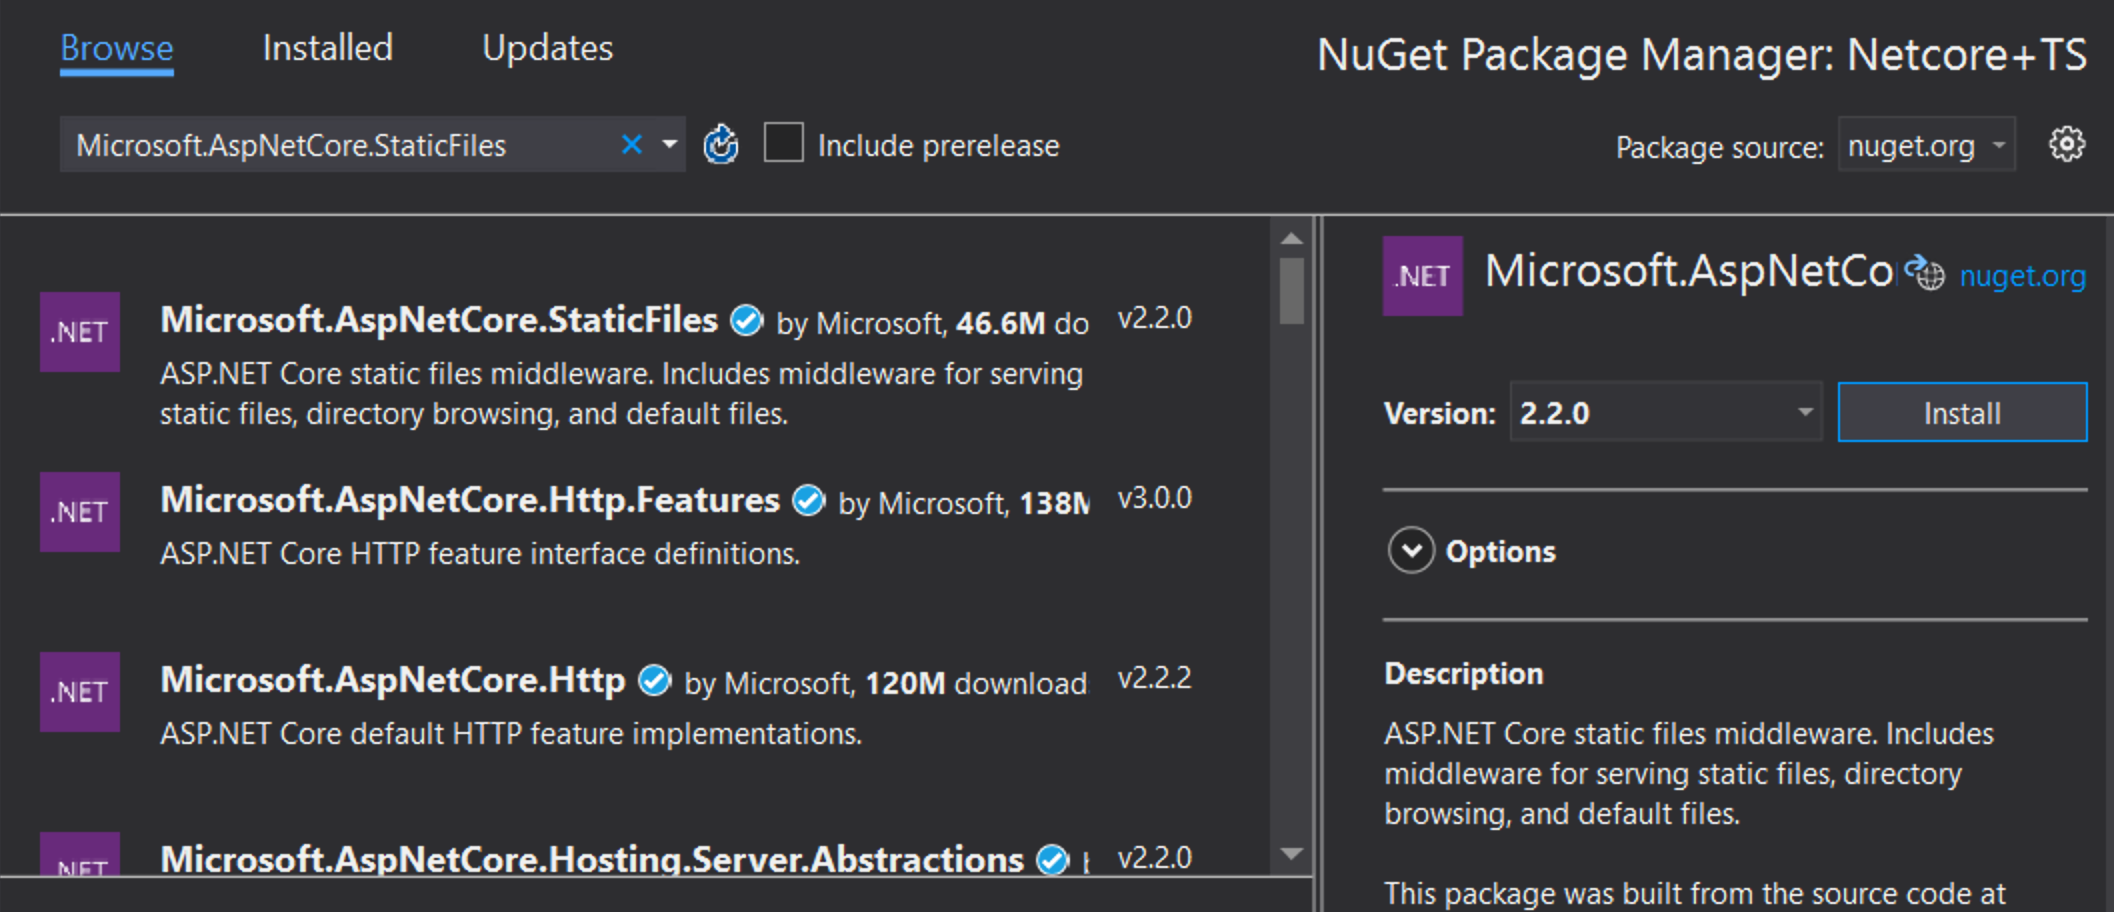 Browse Installed Updates
NuGet Package Manager: Netcore+TS
Microsoft.AspNetCore.StaticFiles
Include prerelease
Package source: nuget.org
.NET
Microsoft.AspNetCore.StaticFiles by Microsoft, 46.6M do v2.2.0
ASP.NET Core static files middleware. Includes middleware for serving
static files, directory browsing, and default files.
.NET
Microsoft.AspNetCore.Http.Features by Microsoft, 138M v3.0.0
ASP.NET Core HTTP feature interface definitions.
.NET
Microsoft.AspNetCore.Http by Microsoft, 120M download v2.2.2
ASP.NET Core default HTTP feature implementations.
.NET
Microsoft.AspNetCore.Hosting.Server.Abstractions v2.2.0
.NET
Microsoft.AspNetCo nuget.org
Version: 2.2.0 Install
Options
Description
ASP.NET Core static files middleware. Includes
middleware for serving static files, directory
browsing, and default files.
This package was built from the source code at